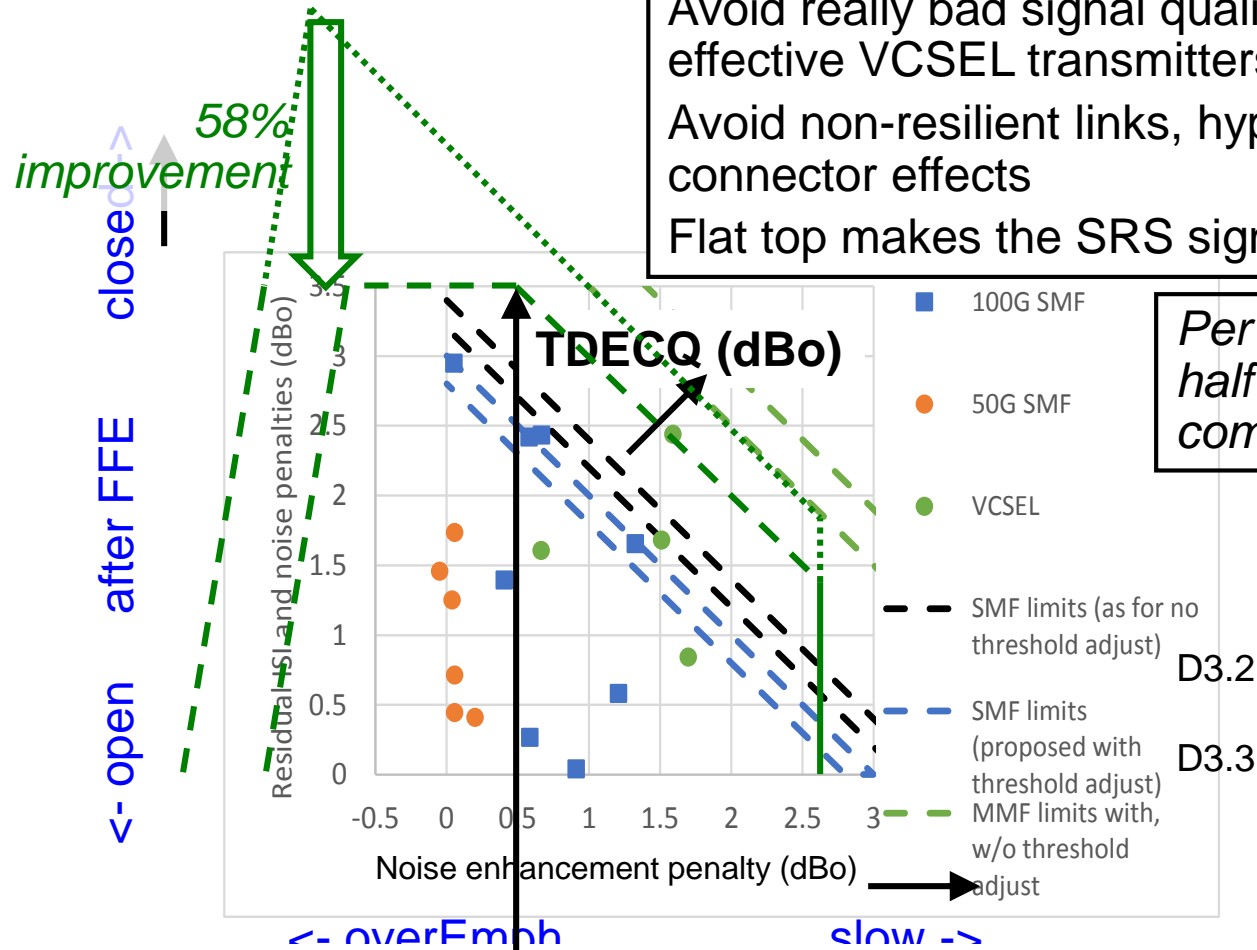 Avoid really bad signal
effective VCSEL transmitters
Avoid non-resilient links,
connector effects
Flat top makes the SRS
58%
improvement
<- open after FFE closed ->
Residual ISI and noise penalties (dBo)
3.5
3
2.5
2
1.5
1
0.5
0
-0.5 0 0.5 1 1.5 2 2.5 3
Noise enhancement penalty (dBo)
TDECQ (dBo)
100G SMF
50G SMF
VCSEL
SMF limits (as for no
threshold adjust)
SMF limits
(proposed with
threshold adjust)
MMF limits with,
w/o threshold
adjust
Per
half
D3.2
D3.3
<- overEmph
slow ->